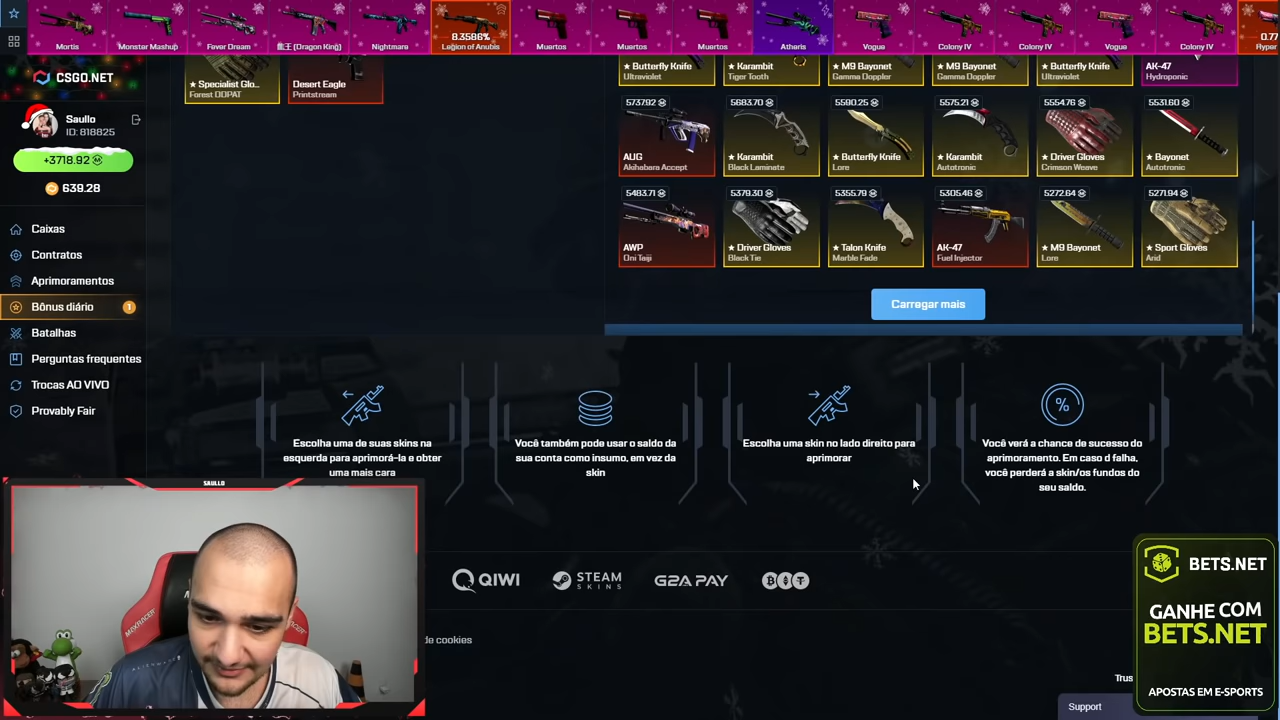 Mortis
Monster Mashup
Fever Dream
龍王 (Dragon King)
Nightmare
8.3586%
Legion of Anubis
Muertos
Muertos
Muertos
Atheris
Vogue
Colony IV
Colony IV
Vogue
Colony IV
0.77
Hyper
CSGO.NET
Saullo
ID: 818825
+3718.92
639.28
Caixas
Contratos
Aprimoramentos
Bônus diário
1
Batalhas
Perguntas frequentes
Trocas AO VIVO
Provably Fair
★ Specialist Glo...
Forest DDPAT
Desert Eagle
Printstream
★ Butterfly Knife
Ultraviolet
★ Karambit
Tiger Tooth
★ M9 Bayonet
Gamma Doppler
★ M9 Bayonet
Gamma Doppler
★ Butterfly Knife
Ultraviolet
AK-47
Hydroponic
5737.92
AUG
Akihabara Accept
5683.70
★ Karambit
Black Laminate
5590.25
★ Butterfly Knife
Lore
5575.21
★ Karambit
Autotronic
5554.76
★ Driver Gloves
Crimson Weave
5531.60
★ Bayonet
Autotronic
5483.71
AWP
Oni Taiji
5379.30
★ Driver Gloves
Black Tie
5355.79
★ Talon Knife
Marble Fade
5305.46
AK-47
Fuel Injector
5272.64
★ M9 Bayonet
Lore
5271.94
★ Sport Gloves
Arid
Carregar mais
Escolha uma de suas skins na
esquerda para aprimorá-la e obter
uma mais cara
Você também pode usar o saldo da
sua conta como insumo, em vez da
skin
Escolha uma skin no lado direito para
aprimorar
%
Você verá a chance de sucesso do
aprimoramento. Em caso d falha,
você perderá a skin/os fundos do
seu saldo.
SAULLO
QIWI
STEAM
SKINS
G2A PAY
de cookies
Trus
Support
BETS.NET
GANHE COM
BETS.NET
APOSTAS EM E-SPORTS